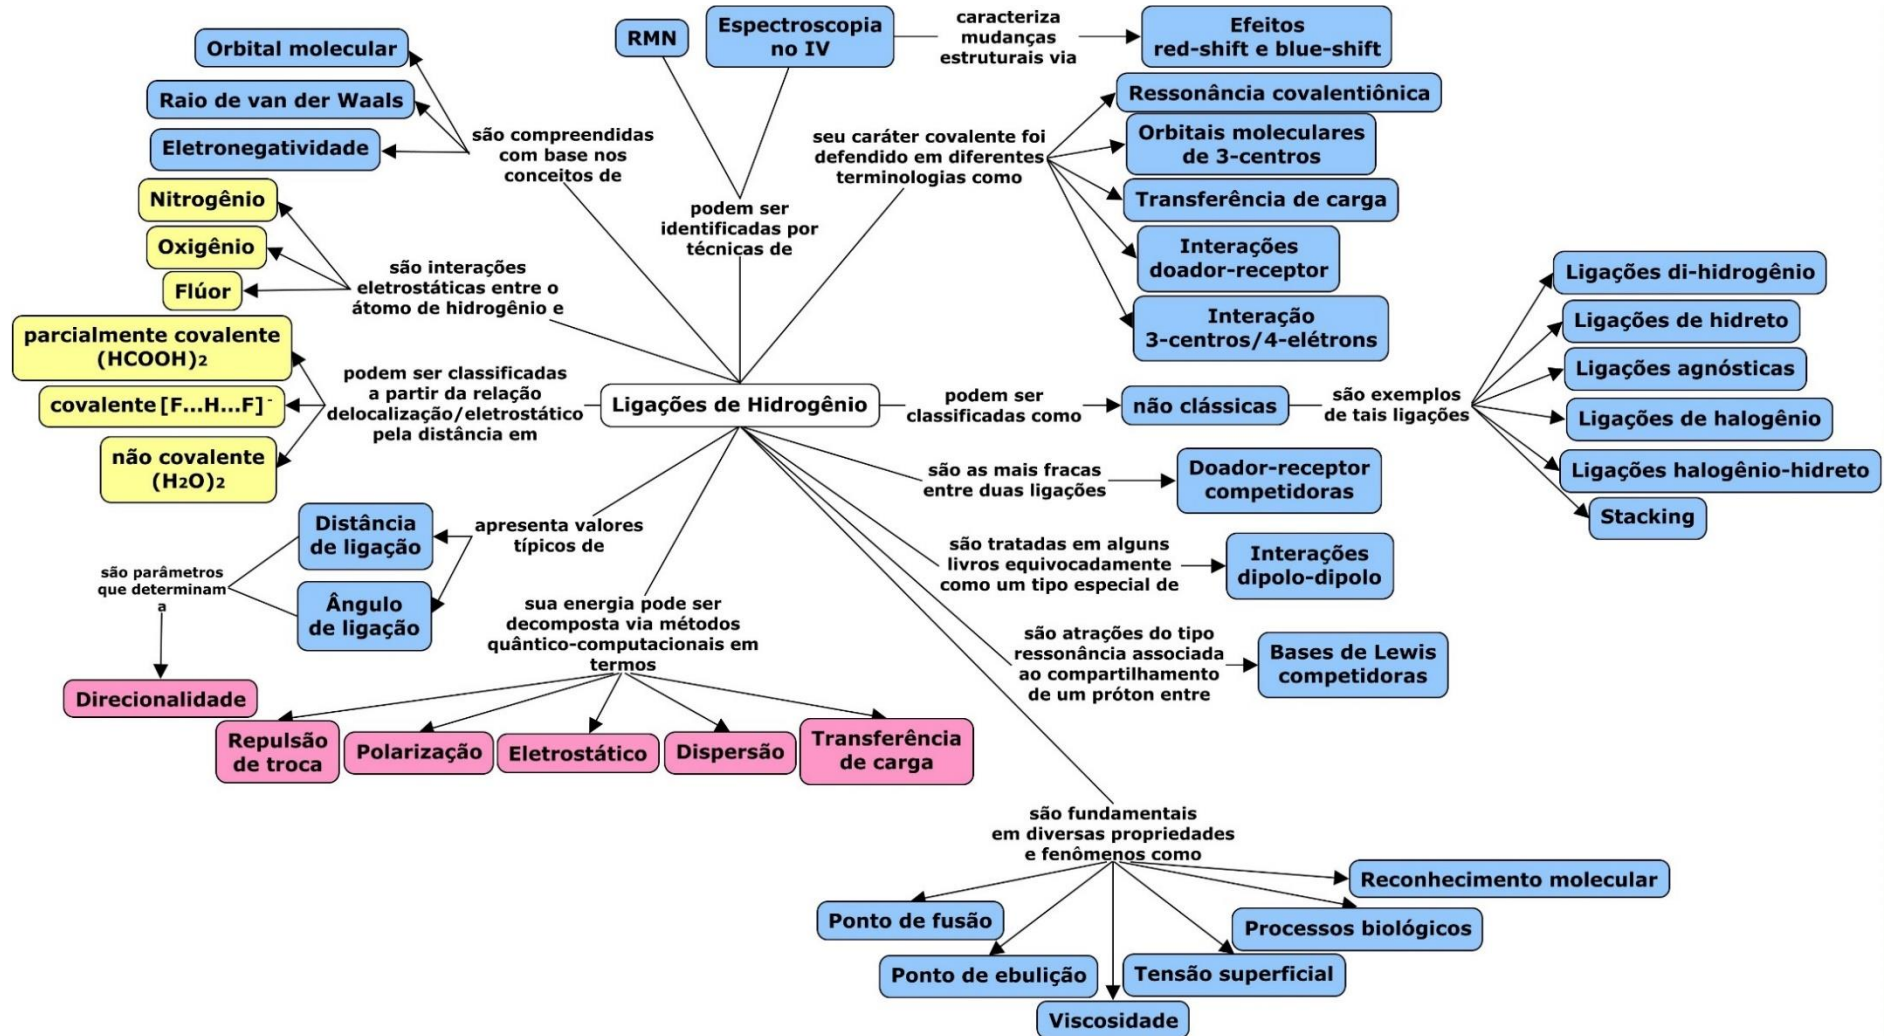 Orbital molecular
Raio de van der Waals
Eletronegatividade
são compreendidas
com base nos
conceitos de
RMN
Espectroscopia
no IV
caracteriza
mudanças
estruturais via
Efeitos
red-shift e blue-shift
podem ser
identificadas por
técnicas de
seu caráter covalente foi
defendido em diferentes
terminologias como
Ressonância covalentiônica
Orbitais moleculares
de 3-centros
Transferência de carga
Interações
doador-receptor
Interação
3-centros/4-elétrons
Nitrogênio
Oxigênio
Flúor
são interações
eletrostáticas entre o
átomo de hidrogênio e
parcialmente covalente
(HCOOH)₂
covalente [F...H...F]⁻
não covalente
(H₂O)₂
podem ser classificadas
a partir da relação
delocalização/eletrostático
pela distância em
Ligações de Hidrogênio
podem ser
classificadas como
não clássicas
são exemplos
de tais ligações
Ligações di-hidrogênio
Ligações de hidreto
Ligações agnósticas
Ligações de halogênio
Ligações halogênio-hidreto
Stacking
são as mais fracas
entre duas ligações
Doador-receptor
competidoras
são tratadas em alguns
livros equivocadamente
como um tipo especial de
Interações
dipolo-dipolo
são atrações do tipo
ressonância associada
ao compartilhamento
de um próton entre
Bases de Lewis
competidoras
apresenta valores
típicos de
Distância
de ligação
Ângulo
de ligação
são parâmetros
que determinam
a
Direcionalidade
sua energia pode ser
decomposta via métodos
quântico-computacionais em
termos
Repulsão
de troca
Polarização
Eletrostático
Dispersão
Transferência
de carga
são fundamentais
em diversas propriedades
e fenômenos como
Ponto de fusão
Ponto de ebulição
Viscosidade
Tensão superficial
Processos biológicos
Reconhecimento molecular